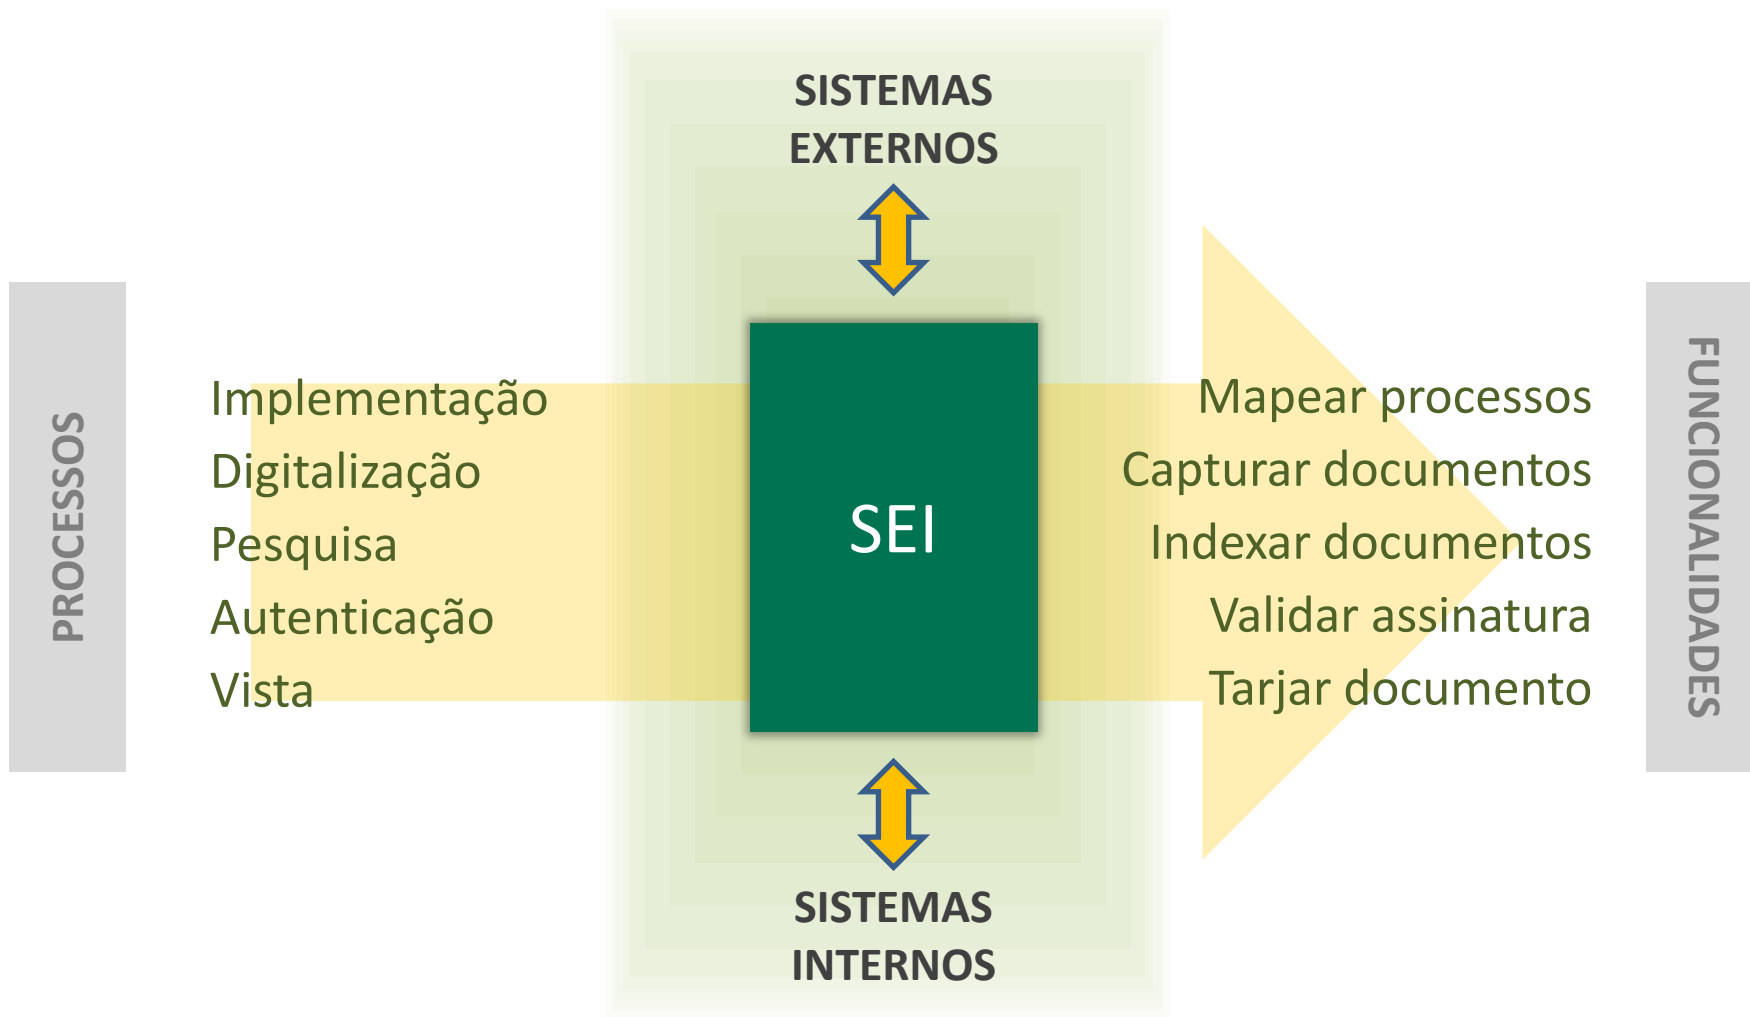 SISTEMAS
EXTERNOS
PROCESSOS
Implementação
Digitalização
Pesquisa
Autenticação
Vista
SEI
Mapear processos
Capturar documentos
Indexar documentos
Validar assinatura
Tarjar documento
FUNCIONALIDADES
SISTEMAS
INTERNOS